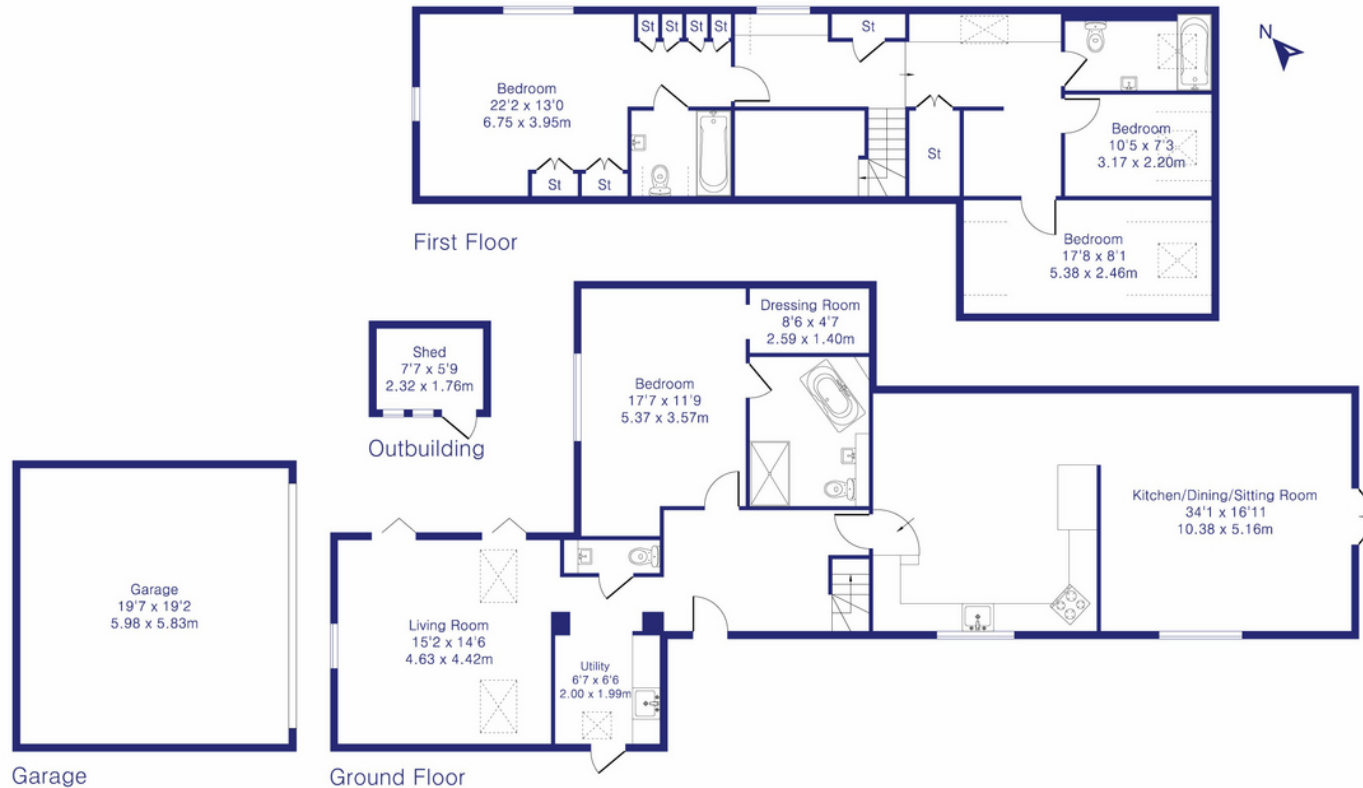 St
St
St
St
St
N
Bedroom
22'2 x 13'0
6.75 x 3.95m
Bedroom
10'5 x 7'3
3.17 x 2.20m
St
St
St
Bedroom
17'8 x 8'1
5.38 x 2.46m
First Floor
Dressing Room
8'6 x 4'7
2.59 x 1.40m
Shed
7'7 x 5'9
2.32 x 1.76m
Outbuilding
Bedroom
17'7 x 11'9
5.37 x 3.57m
Kitchen/Dining/Sitting Room
34'1 x 16'11
10.38 x 5.16m
Garage
19'7 x 19'2
5.98 x 5.83m
Living Room
15'2 x 14'6
4.63 x 4.42m
Utility
6'7 x 6'6
2.00 x 1.99m
Garage
Ground Floor